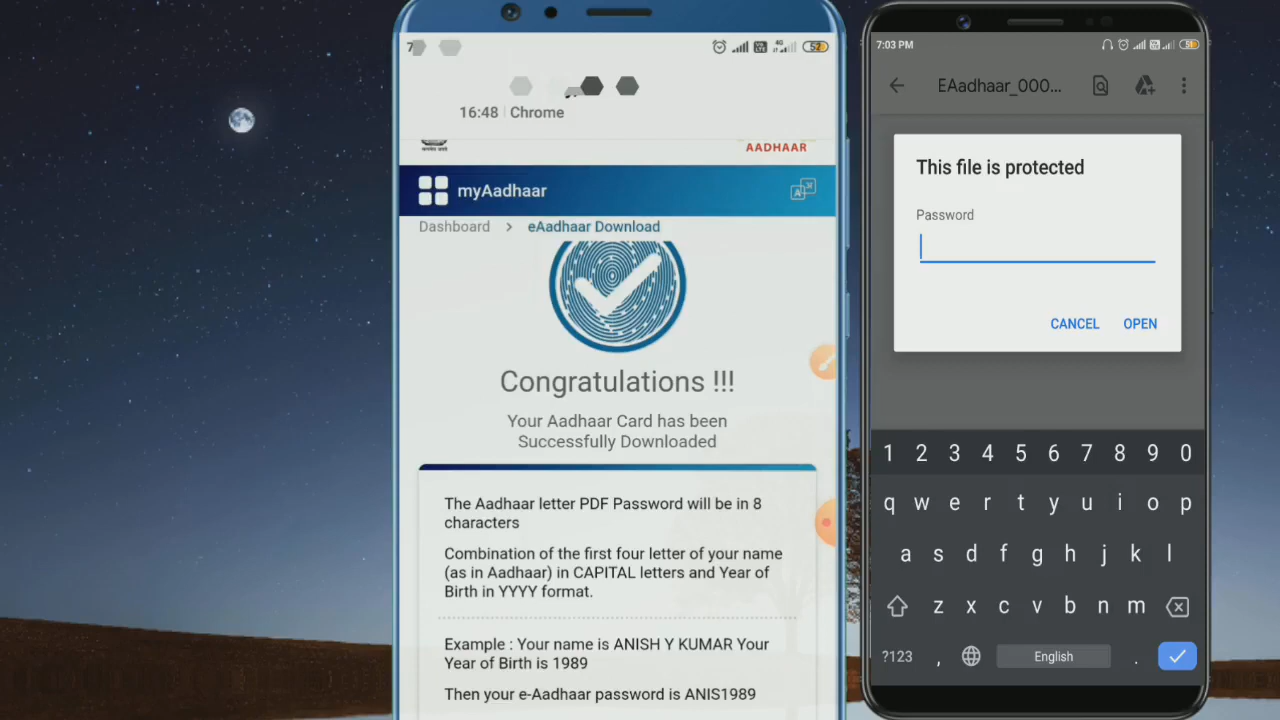 7
16:48 | Chrome
AADHAAR
myAadhaar
A
Dashboard > eAadhaar Download
Congratulations !!!
Your Aadhaar Card has been
Successfully Downloaded
The Aadhaar letter PDF Password will be in 8
characters
Combination of the first four letter of your name
(as in Aadhaar) in CAPITAL letters and Year of
Birth in YYYY format.
Example : Your name is ANISH Y KUMAR Your
Year of Birth is 1989
Then your e-Aadhaar password is ANIS1989
7:03 PM
EAadhaar_000...
This file is protected
Password
CANCEL OPEN
1 2 3 4 5 6 7 8 9 0
q w e r t y u i o p
a s d f g h j k l
z x c v b n m
?123 , English .